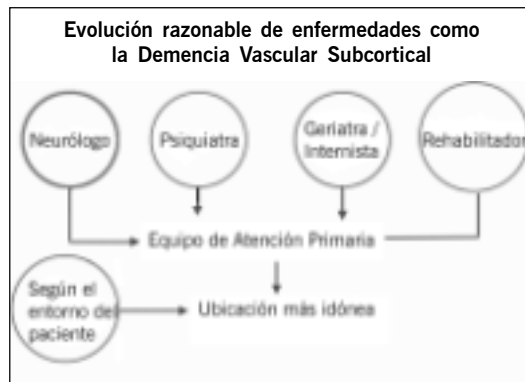 Evolución razonable de enfermedades como
la Demencia Vascular Subcortical
Neurólogo
Psiquiatra
Geriatra /
Internista
Rehabilitador
Equipo de Atención Primaria
Según el
entorno del
paciente
Ubicación más idónea